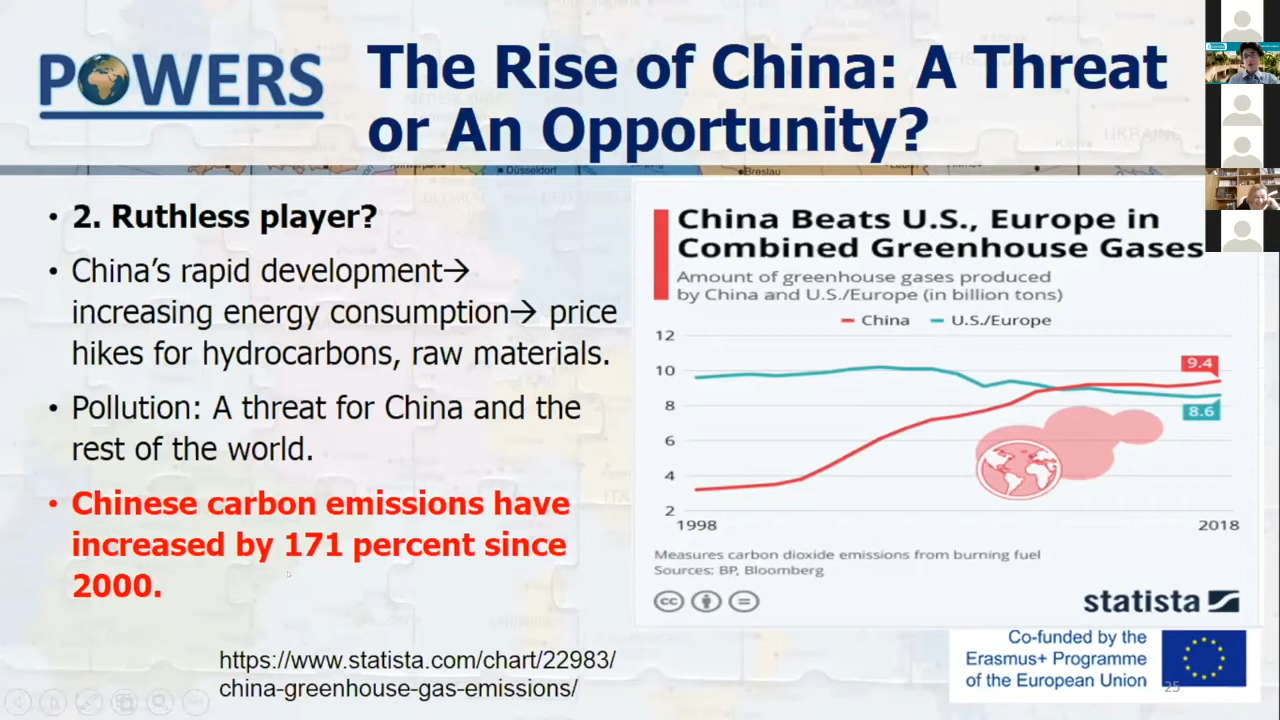 POWERS
The Rise of China: A Threat
or An Opportunity?
UKRAINE
Düsseldorf
Breslau
• 2. Ruthless player?
• China’s rapid development→
increasing energy consumption→ price
hikes for hydrocarbons, raw materials.
• Pollution: A threat for China and the
rest of the world.
• Chinese carbon emissions have
increased by 171 percent since
2000.
https://www.statista.com/chart/22983/
china-greenhouse-gas-emissions/
China Beats U.S., Europe in
Combined Greenhouse Gases
Amount of greenhouse gases produced
by China and U.S./Europe (in billion tons)
China U.S./Europe
12
10
8
6
4
2
9.4
8.6
1998 2018
Measures carbon dioxide emissions from burning fuel
Sources: BP, Bloomberg
cc
statista
Co-funded by the
Erasmus+ Programme
of the European Union
25